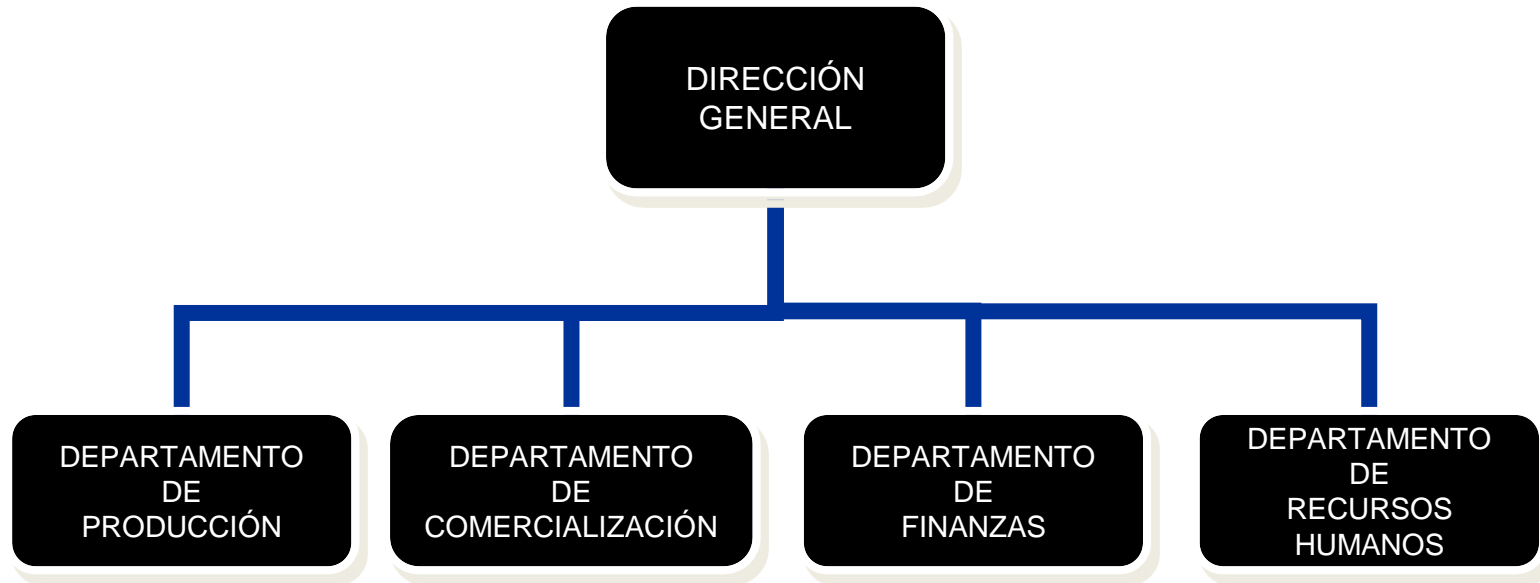 DIRECCIÓN
GENERAL
DEPARTAMENTO
DE
PRODUCCIÓN
DEPARTAMENTO
DE
COMERCIALIZACIÓN
DEPARTAMENTO
DE
FINANZAS
DEPARTAMENTO
DE
RECURSOS
HUMANOS